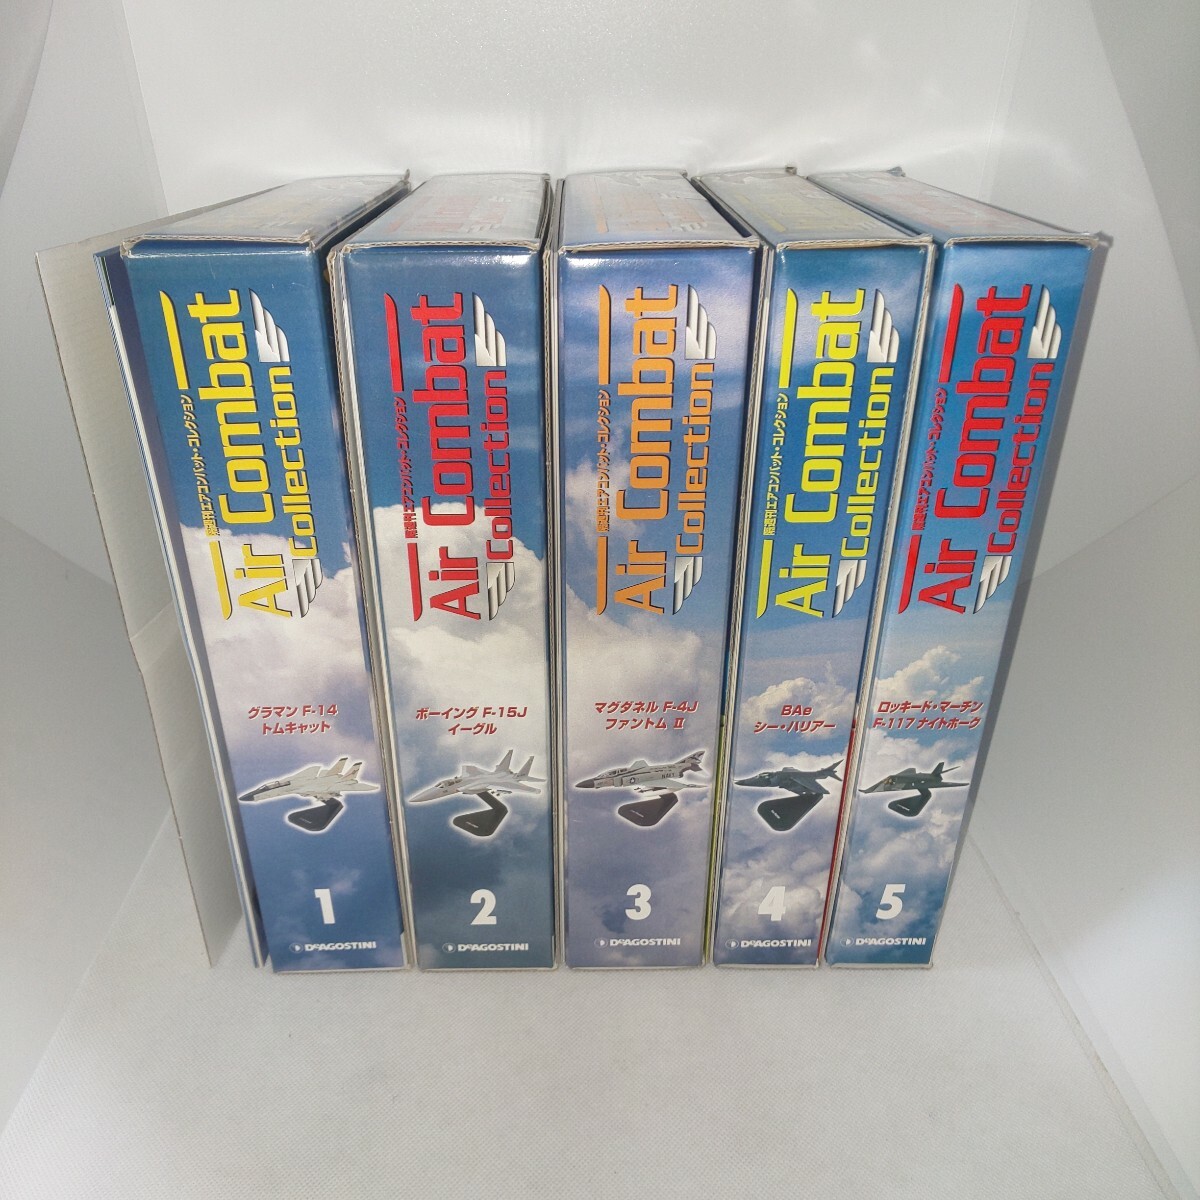 隔週刊エアコンバット・コレクション
Air Combat
Collection
グラマン F-14
トムキャット
1
DeAGOSTINI
隔週刊エアコンバット・コレクション
Air Combat
Collection
ボーイング F-15J
イーグル
2
DeAGOSTINI
隔週刊エアコンバット・コレクション
Air Combat
Collection
マグダネル F-4J
ファントム II
3
DeAGOSTINI
隔週刊エアコンバット・コレクション
Air Combat
Collection
BAe
シー・ハリアー
4
DeAGOSTINI
隔週刊エアコンバット・コレクション
Air Combat
Collection
ロッキード・マーチン
F-117 ナイトホーク
5
DeAGOSTINI